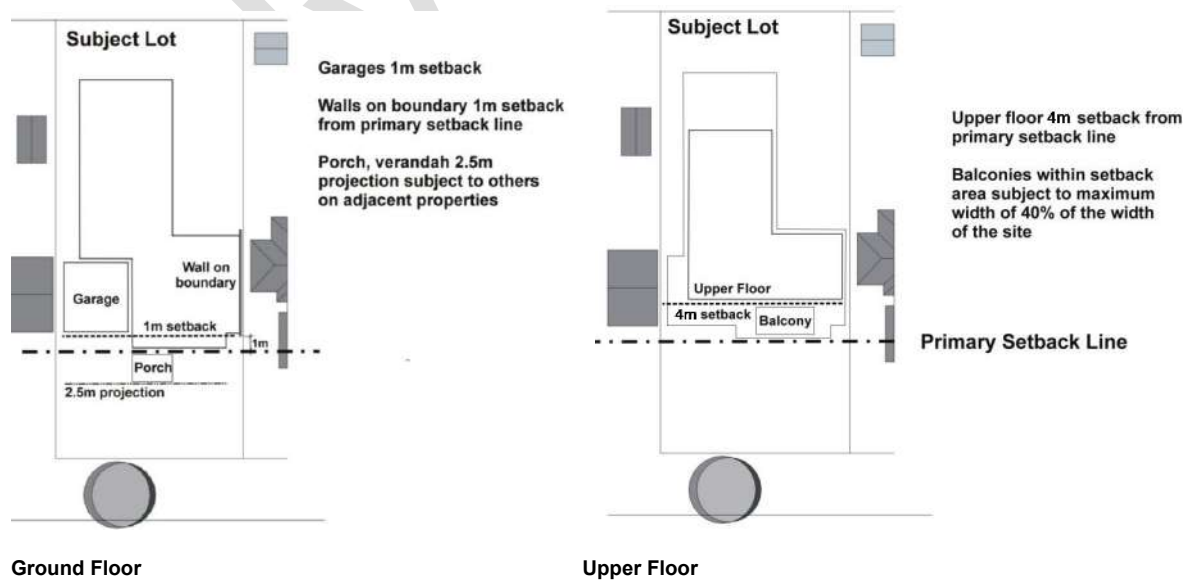 Subject Lot
Garages 1m setback
Walls on boundary 1m setback
from primary setback line
Porch, verandah 2.5m
projection subject to others
on adjacent properties
Wall on
boundary
Garage
1m setback
1m
Porch
2.5m projection
Ground Floor
Subject Lot
Upper floor 4m setback from
primary setback line
Balconies within setback
area subject to maximum
width of 40% of the width
of the site
Upper Floor
4m setback
Balcony
Primary Setback Line
Upper Floor